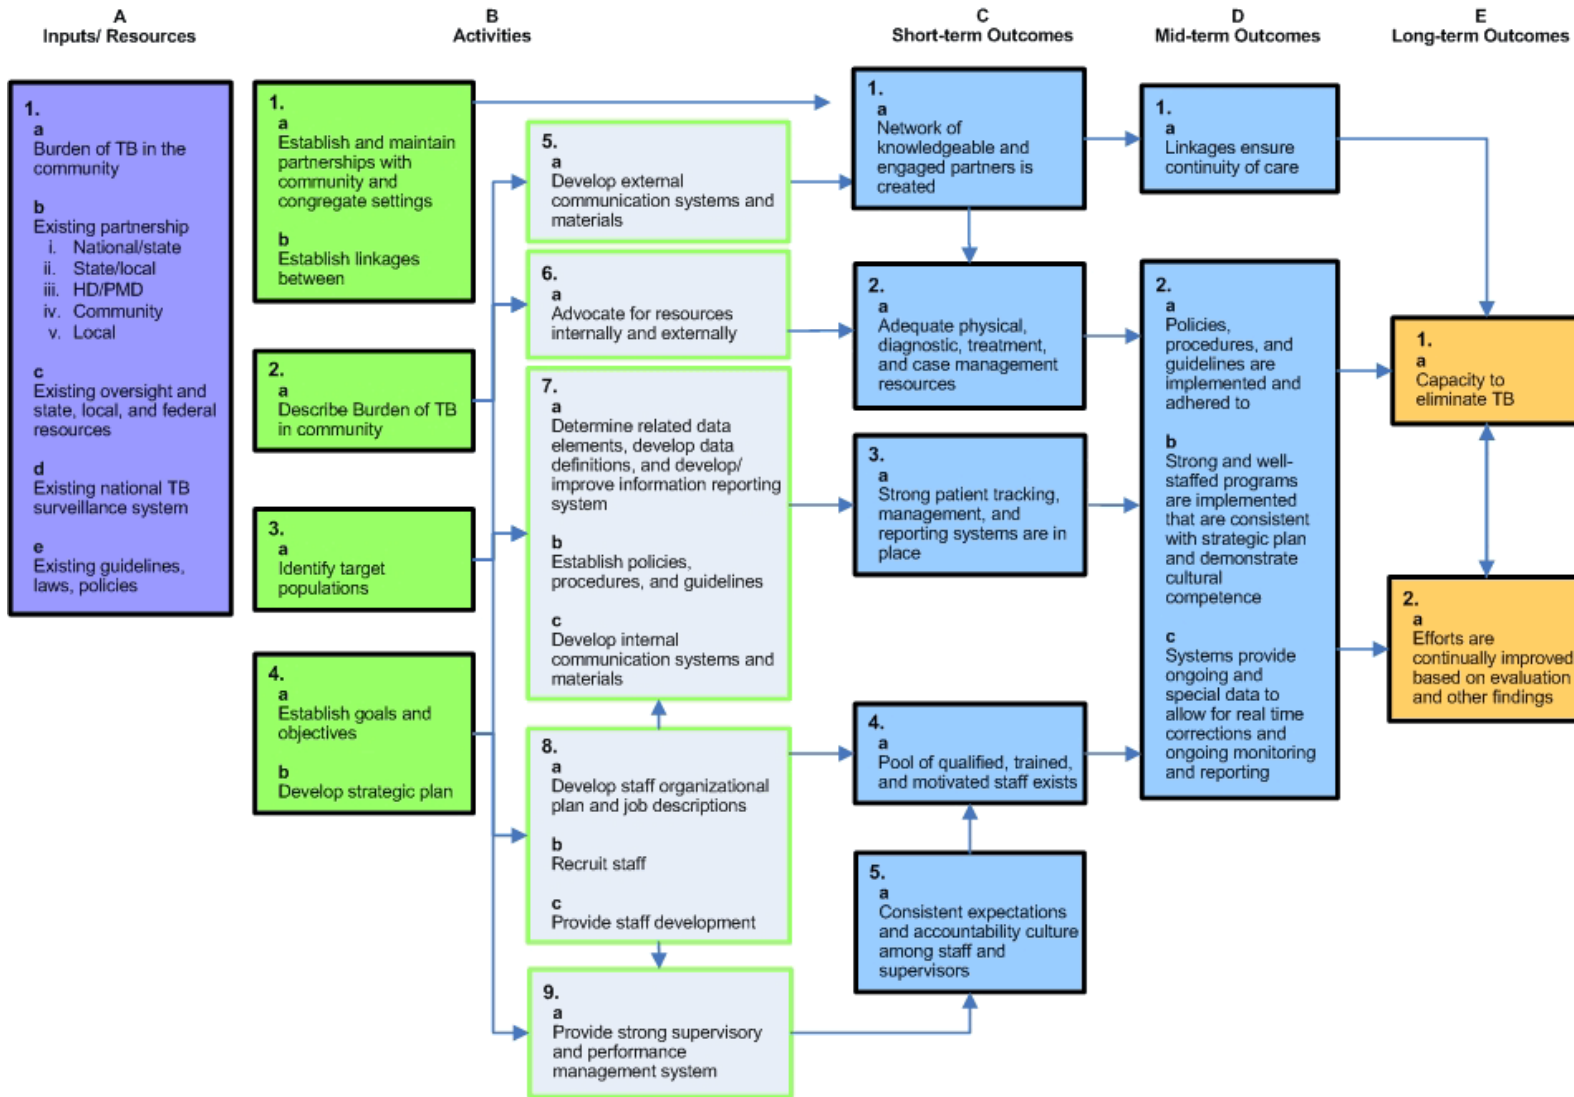 A
Inputs/ Resources
B
Activities
C
Short-term Outcomes
D
Mid-term Outcomes
E
Long-term Outcomes
1.
a
Burden of TB in the
community
b
Existing partnership
i. National/state
ii. State/local
iii. HD/PMD
iv. Community
v. Local
c
Existing oversight and
state, local, and federal
resources
d
Existing national TB
surveillance system
e
Existing guidelines,
laws, policies
1.
a
Establish and maintain
partnerships with
community and
congregate settings
b
Establish linkages
between
2.
a
Describe Burden of TB
in community
3.
a
Identify target
populations
4.
a
Establish goals and
objectives
b
Develop strategic plan
5.
a
Develop external
communication systems and
materials
6.
a
Advocate for resources
internally and externally
7.
a
Determine related data
elements, develop data
definitions, and develop/
improve information reporting
system
b
Establish policies,
procedures, and guidelines
c
Develop internal
communication systems and
materials
8.
a
Develop staff organizational
plan and job descriptions
b
Recruit staff
c
Provide staff development
9.
a
Provide strong supervisory
and performance
management system
1.
a
Network of
knowledgeable and
engaged partners is
created
2.
a
Adequate physical,
diagnostic, treatment,
and case management
resources
3.
a
Strong patient tracking,
management, and
reporting systems are in
place
4.
a
Pool of qualified, trained,
and motivated staff exists
5.
a
Consistent expectations
and accountability culture
among staff and
supervisors
1.
a
Linkages ensure
continuity of care
2.
a
Policies,
procedures, and
guidelines are
implemented and
adhered to
b
Strong and well-
staffed programs
are implemented
that are consistent
with strategic plan
and demonstrate
cultural
competence
c
Systems provide
ongoing and
special data to
allow for real time
corrections and
ongoing monitoring
and reporting
1.
a
Capacity to
eliminate TB
2.
a
Efforts are
continually improved
based on evaluation
and other findings